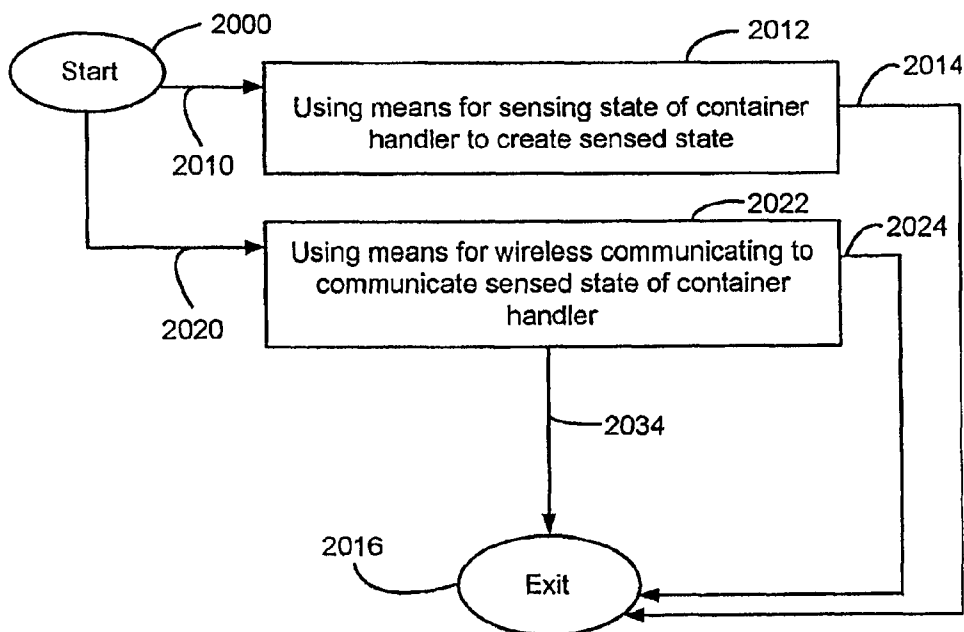 2000
Start
2012
2014
Using means for sensing state of container
handler to create sensed state
2010
2022
2024
Using means for wireless communicating to
communicate sensed state of container
handler
2020
2034
2016
Exit